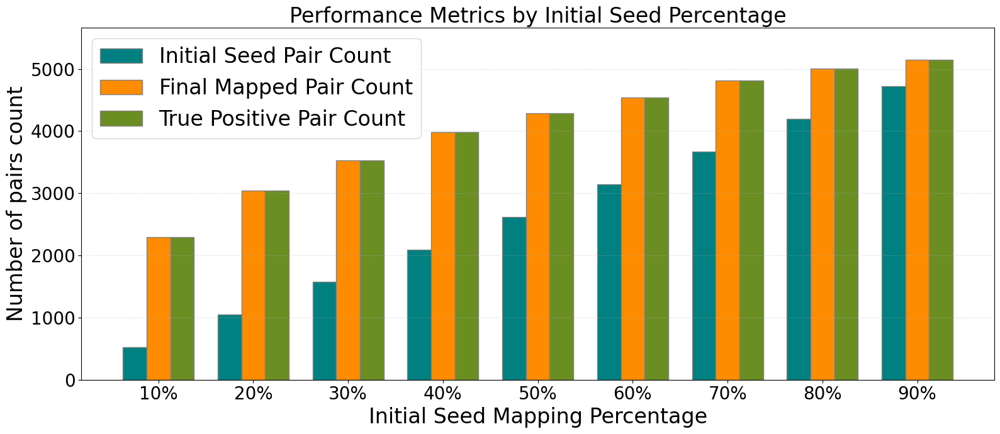 Performance Metrics by Initial Seed Percentage
Initial Seed Pair Count
Final Mapped Pair Count
True Positive Pair Count
Number of pairs count
5000
4000
3000
2000
1000
0
10% 20% 30% 40% 50% 60% 70% 80% 90%
Initial Seed Mapping Percentage